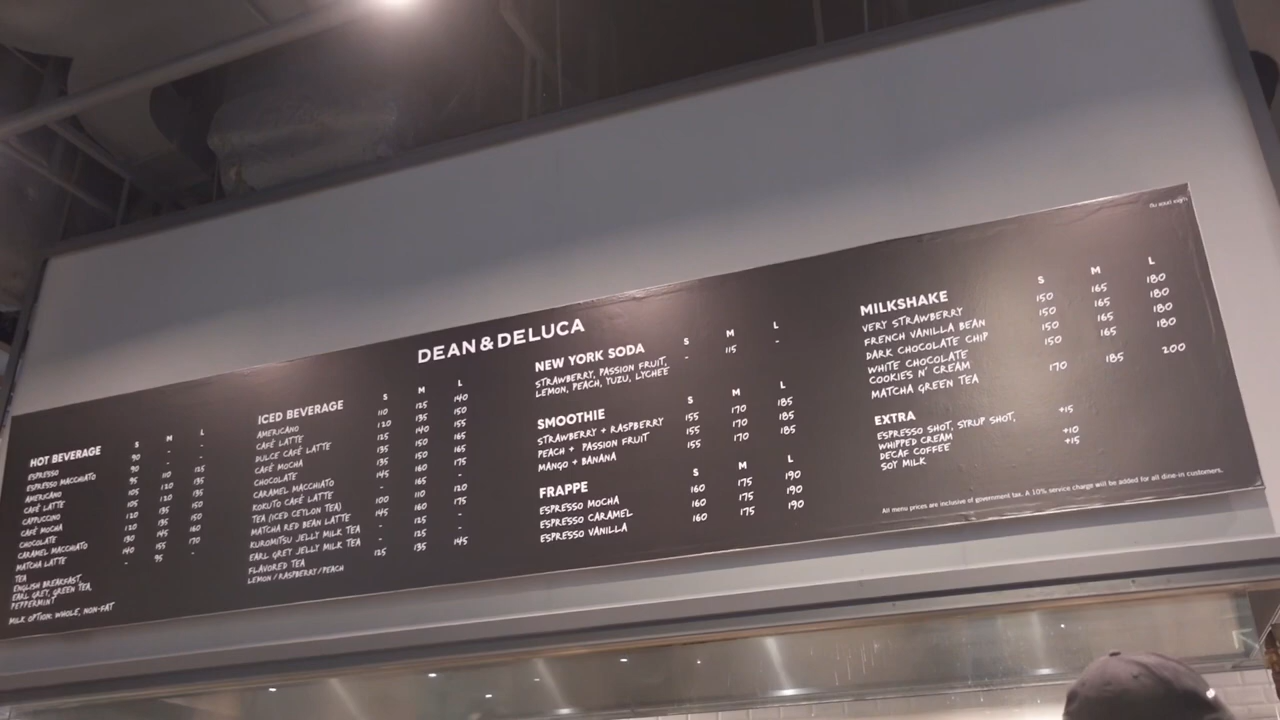 DEAN & DELUCA
HOT BEVERAGE S M L
ESPRESSO 90 - -
ESPRESSO MACCHIATO 90 - -
AMERICANO 95 110 125
CAFÉ LATTE 105 120 135
CAPPUCCINO 105 120 135
CAFÉ MOCHA 120 135 150
CHOCOLATE 120 135 150
CARAMEL MACCHIATO 130 145 160
MATCHA LATTE 140 155 170
TEA - 95 -
ENGLISH BREAKFAST,
EARL GREY, GREEN TEA,
PEPPERMINT
MILK OPTION: WHOLE, NON-FAT
ICED BEVERAGE S M L
AMERICANO 110 125 140
CAFÉ LATTE 120 135 150
DULCE CAFÉ LATTE 125 140 155
CAFÉ MOCHA 135 150 165
CHOCOLATE 135 150 165
CARAMEL MACCHIATO 145 160 175
KOKUTO CAFÉ LATTE - 165 -
TEA (ICED CEYLON TEA) 100 110 120
MATCHA RED BEAN LATTE 145 160 175
KUROMITSU JELLY MILK TEA - 125 -
EARL GREY JELLY MILK TEA - 125 -
FLAVORED TEA 125 135 145
LEMON / RASPBERRY / PEACH
NEW YORK SODA S M L
STRAWBERRY, PASSION FRUIT, - 115 -
LEMON, PEACH, YUZU, LYCHEE
SMOOTHIE S M L
STRAWBERRY + RASPBERRY 155 170 185
PEACH + PASSION FRUIT 155 170 185
MANGO + BANANA 155 170 185
FRAPPE S M L
ESPRESSO MOCHA 160 175 190
ESPRESSO CARAMEL 160 175 190
ESPRESSO VANILLA 160 175 190
MILKSHAKE S M L
VERY STRAWBERRY 150 165 180
FRENCH VANILLA BEAN 150 165 180
DARK CHOCOLATE CHIP 150 165 180
WHITE CHOCOLATE 150 165 180
COOKIES N' CREAM
MATCHA GREEN TEA 170 185 200
EXTRA
ESPRESSO SHOT, SYRUP SHOT, +15
WHIPPED CREAM
DECAF COFFEE +10
SOY MILK +15
All menu prices are inclusive of government tax. A 10% service charge will be added for all dine-in customers.